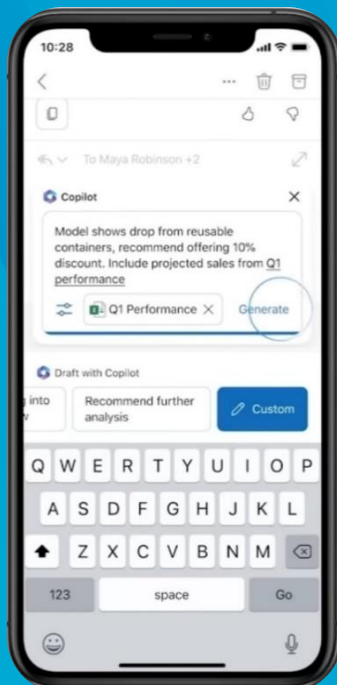 10:28
To Maya Robinson +2
Copilot
Model shows drop from reusable
containers, recommend offering 10%
discount. Include projected sales from Q1
performance
Q1 Performance
Generate
Draft with Copilot
into
Recommend further
analysis
Custom
Q W E R T Y U I O P
A S D F G H J K L
Z X C V B N M
123 space Go